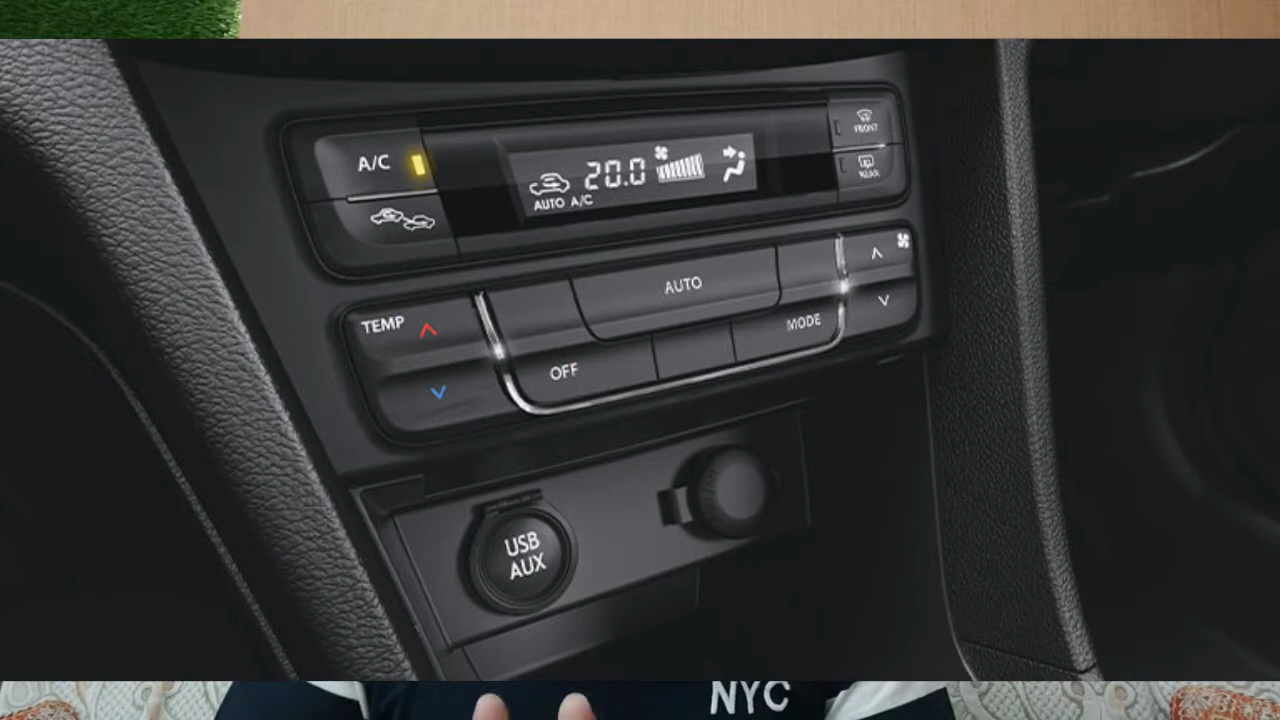 A/C
20.0
AUTO A/C
FRONT
REAR
TEMP
AUTO
OFF
MODE
USB
AUX
NYC